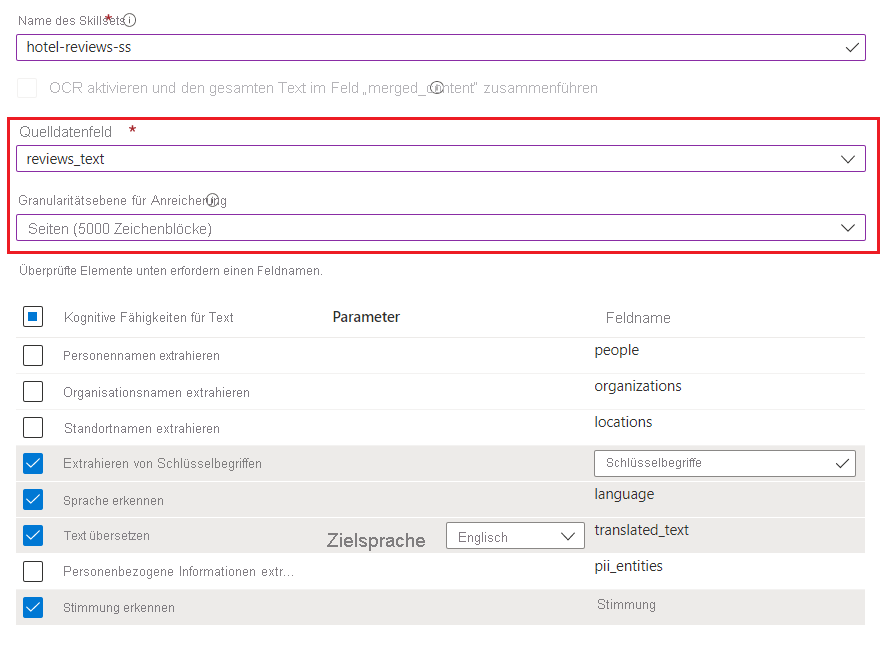 Name des Skillsets *
hotel-reviews-ss
OCR aktivieren und den gesamten Text im Feld „merged_content" zusammenführen
Quelldatenfeld *
reviews_text
Granularitätsebene für Anreicherung
Seiten (5000 Zeichenblöcke)
Überprüfte Elemente unten erfordern einen Feldnamen.
Kognitive Fähigkeiten für Text Parameter Feldname
Personennamen extrahieren people
Organisationsnamen extrahieren organizations
Standortnamen extrahieren locations
Extrahieren von Schlüsselbegriffen Schlüsselbegriffe
Sprache erkennen language
Text übersetzen Zielsprache Englisch translated_text
Personenbezogene Informationen extr... pii_entities
Stimmung erkennen Stimmung